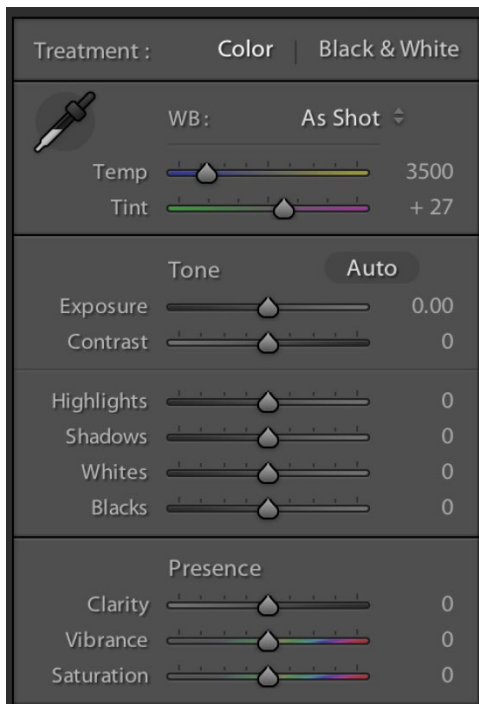 Treatment : Color | Black & White
WB: As Shot
Temp 3500
Tint + 27
Tone Auto
Exposure 0.00
Contrast 0
Highlights 0
Shadows 0
Whites 0
Blacks 0
Presence
Clarity 0
Vibrance 0
Saturation 0